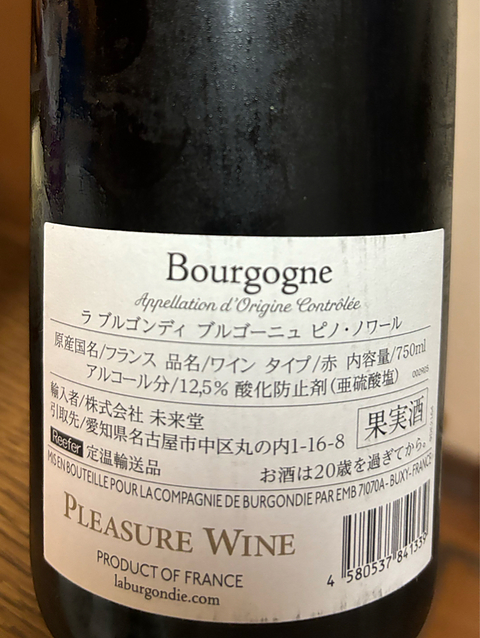 Bourgogne
Appellation d'Origine Contrôlée
ラ ブルゴンディ ブルゴーニュ ピノ・ノワール
原産国名/フランス 品名/ワイン タイプ/赤 内容量/750ml
アルコール分/12,5% 酸化防止剤(亜硫酸塩)
輸入者/株式会社 未来堂
引取先/愛知県名古屋市中区丸の内1-16-8
果実酒
Reefer 定温輸送品
お酒は20歳を過ぎてから。
MIS EN BOUTEILLE POUR LA COMPAGNIE DE BURGONDIE PAR EMB 71070A - BUXY - FRANCE
PLEASURE WINE
PRODUCT OF FRANCE
laburgondie.com
4 580537 841339